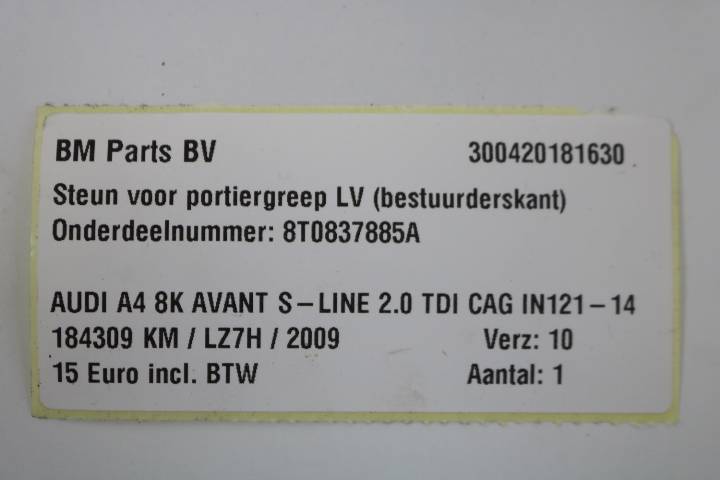 BM Parts BV 300420181630
Steun voor portiergreep LV (bestuurderskant)
Onderdeelnummer: 8T0837885A
AUDI A4 8K AVANT S-LINE 2.0 TDI CAG IN121-14
184309 KM / LZ7H / 2009 Verz: 10
15 Euro incl. BTW Aantal: 1